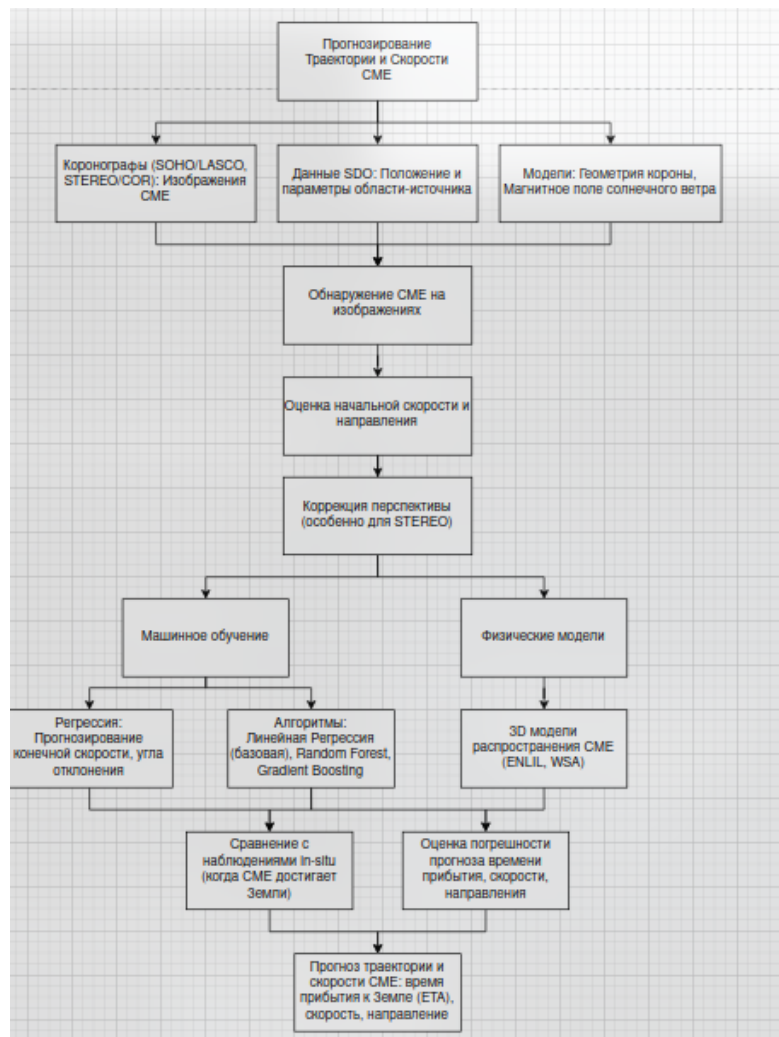 Прогнозирование
Траектории и Скорости
CME
Коронографы (SOHO/LASCO,
STEREO/COR): Изображения
CME
Данные SDO: Положение и
параметры области-источника
Модели: Геометрия короны,
Магнитное поле солнечного ветра
Обнаружение CME на
изображениях
Оценка начальной скорости и
направления
Коррекция перспективы
(особенно для STEREO)
Машинное обучение
Физические модели
Регрессия:
Прогнозирование
конечной скорости, угла
отклонения
Алгоритмы:
Линейная Регрессия
(базовая), Random Forest,
Gradient Boosting
3D модели
распространения CME
(ENLIL, WSA)
Сравнение с
наблюдениями in-situ
(когда CME достигает
Земли)
Оценка погрешности
прогноза времени
прибытия, скорости,
направления
Прогноз траектории и
скорости CME: время
прибытия к Земле (ETA),
скорость, направление